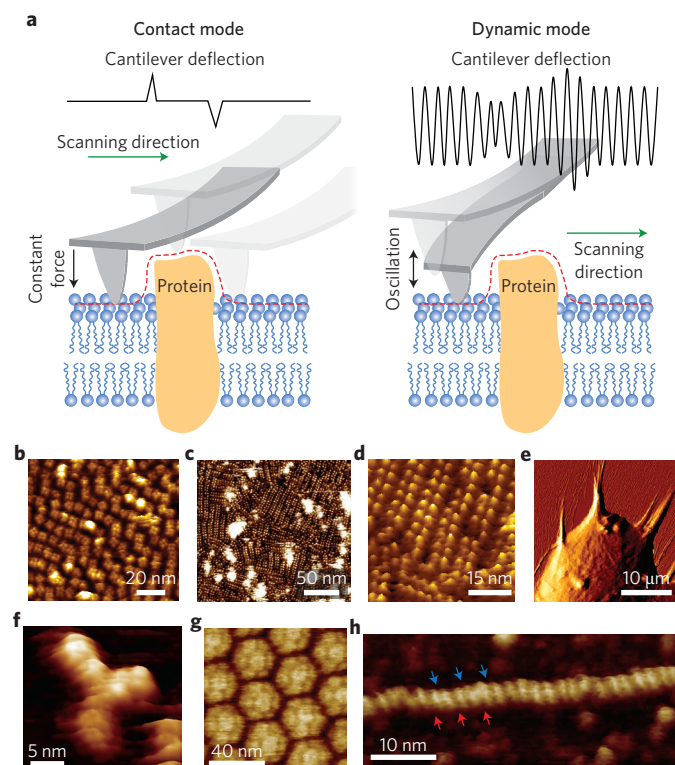 a
Contact mode
Dynamic mode
Cantilever deflection
Cantilever deflection
Scanning direction
Constant
force
Protein
Oscillation
Scanning
direction
Protein
b
20 nm
c
50 nm
d
15 nm
e
10 μm
f
5 nm
g
40 nm
h
10 nm